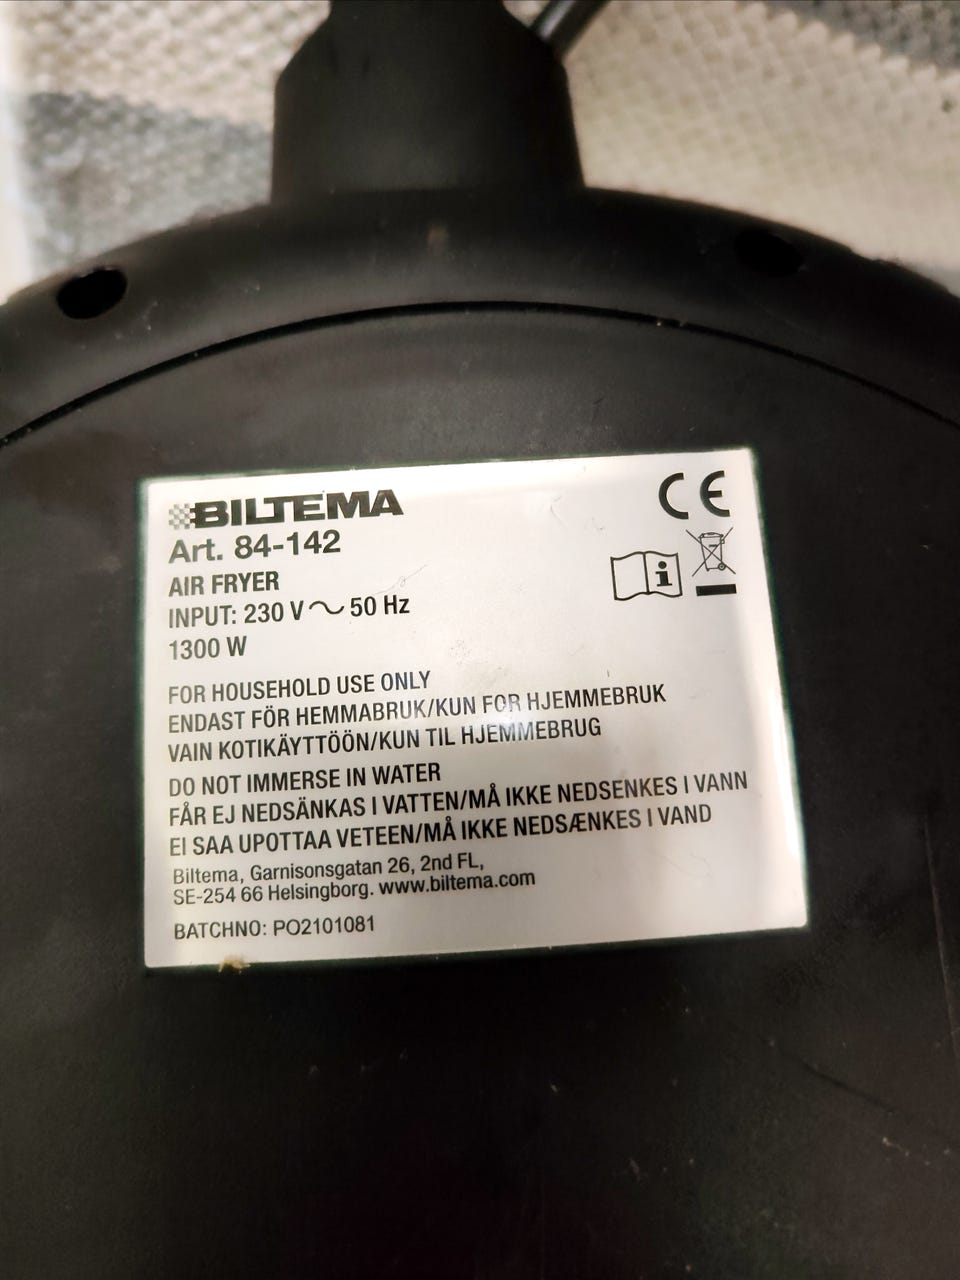 BILTEMA
Art. 84-142
AIR FRYER
INPUT: 230 V ~ 50 Hz
1300 W
FOR HOUSEHOLD USE ONLY
ENDAST FÖR HEMMABRUK/KUN FOR HJEMMEBRUK
VAIN KOTIKÄYTTÖÖN/KUN TIL HJEMMEBRUG
DO NOT IMMERSE IN WATER
FÅR EJ NEDSÄNKAS I VATTEN/MÅ IKKE NEDSENKES I VANN
EI SAA UPOTTAA VETEEN/MÅ IKKE NEDSÆNKES I VAND
Biltema, Garnisonsgatan 26, 2nd FL,
SE-254 66 Helsingborg. www.biltema.com
BATCHNO: PO2101081
CE
i